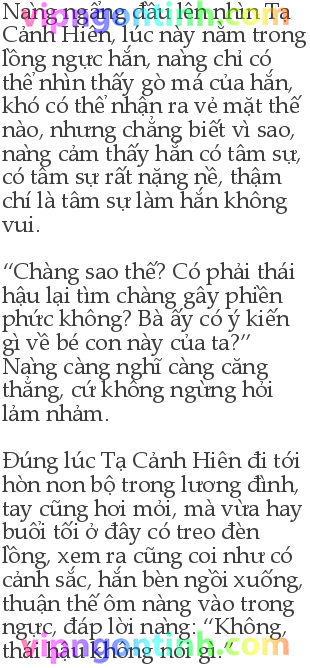 Nàng ngẩng đầu lên nhìn Tạ
Cảnh Hiên, lúc này nằm trong
lồng ngực hắn, nàng chỉ có
thể nhìn thấy gò má của hắn,
khó có thể nhận ra vẻ mặt thế
nào, nhưng chẳng biết vì sao,
nàng cảm thấy hắn có tâm sự,
có tâm sự rất nặng nề, thậm
chí là tâm sự làm hắn không
vui.
“Chàng sao thế? Có phải thái
hậu lại tìm chàng gây phiền
phức không? Bà ấy có ý kiến
gì về bé con này của ta?”
Nàng càng nghĩ càng căng
thẳng, cứ không ngừng hỏi
lảm nhảm.
Đúng lúc Tạ Cảnh Hiên đi tới
hòn non bộ trong lương đình,
tay cũng hơi mỏi, mà vừa hay
buổi tối ở đây có treo đèn
lồng, xem ra cũng coi như có
cảnh sắc, hắn bèn ngồi xuống,
thuận thế ôm nàng vào trong
ngực, đáp lời nàng: “Không,
thái hậu không nói gì.”
vipngontinh.com
vipngontinh.com